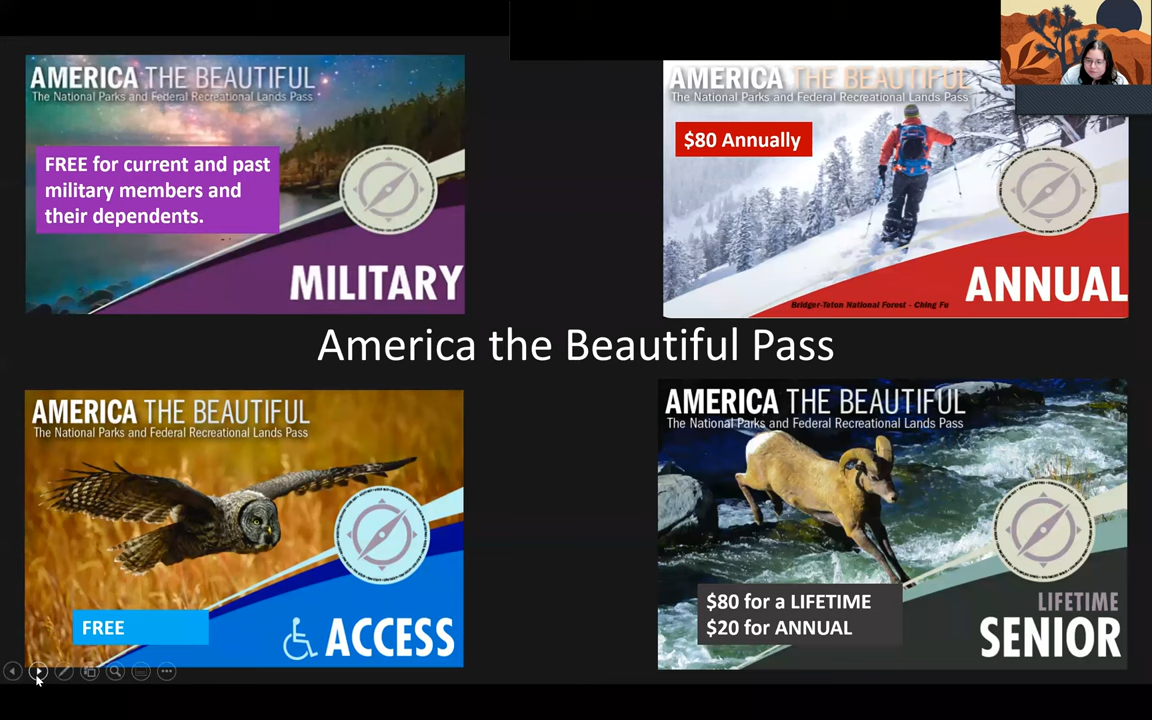 AMERICA THE BEAUTIFUL
The National Parks and Federal Recreational Lands Pass
FREE for current and past
military members and
their dependents.
MILITARY
AMERICA THE BEAUTIFUL
The National Parks and Federal Recreational Lands Pass
$80 Annually
Bridger-Teton National Forest - Ching Fu
ANNUAL
America the Beautiful Pass
AMERICA THE BEAUTIFUL
The National Parks and Federal Recreational Lands Pass
FREE
ACCESS
AMERICA THE BEAUTIFUL
The National Parks and Federal Recreational Lands Pass
$80 for a LIFETIME
$20 for ANNUAL
LIFETIME
SENIOR